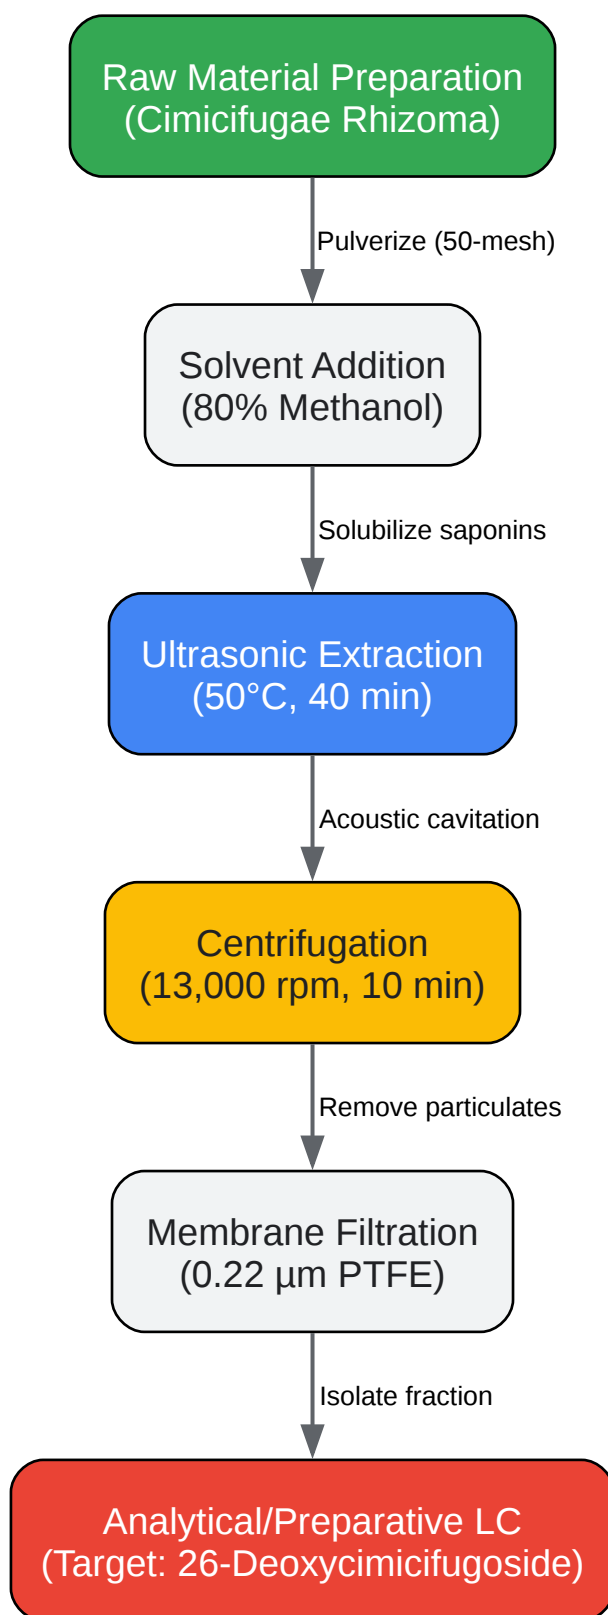 Raw Material Preparation
(Cimicifugae Rhizoma)
Pulverize (50-mesh)
Solvent Addition
(80% Methanol)
Solubilize saponins
Ultrasonic Extraction
(50°C, 40 min)
Acoustic cavitation
Centrifugation
(13,000 rpm, 10 min)
Remove particulates
Membrane Filtration
(0.22 µm PTFE)
Isolate fraction
Analytical/Preparative LC
(Target: 26-Deoxycimicifugoside)